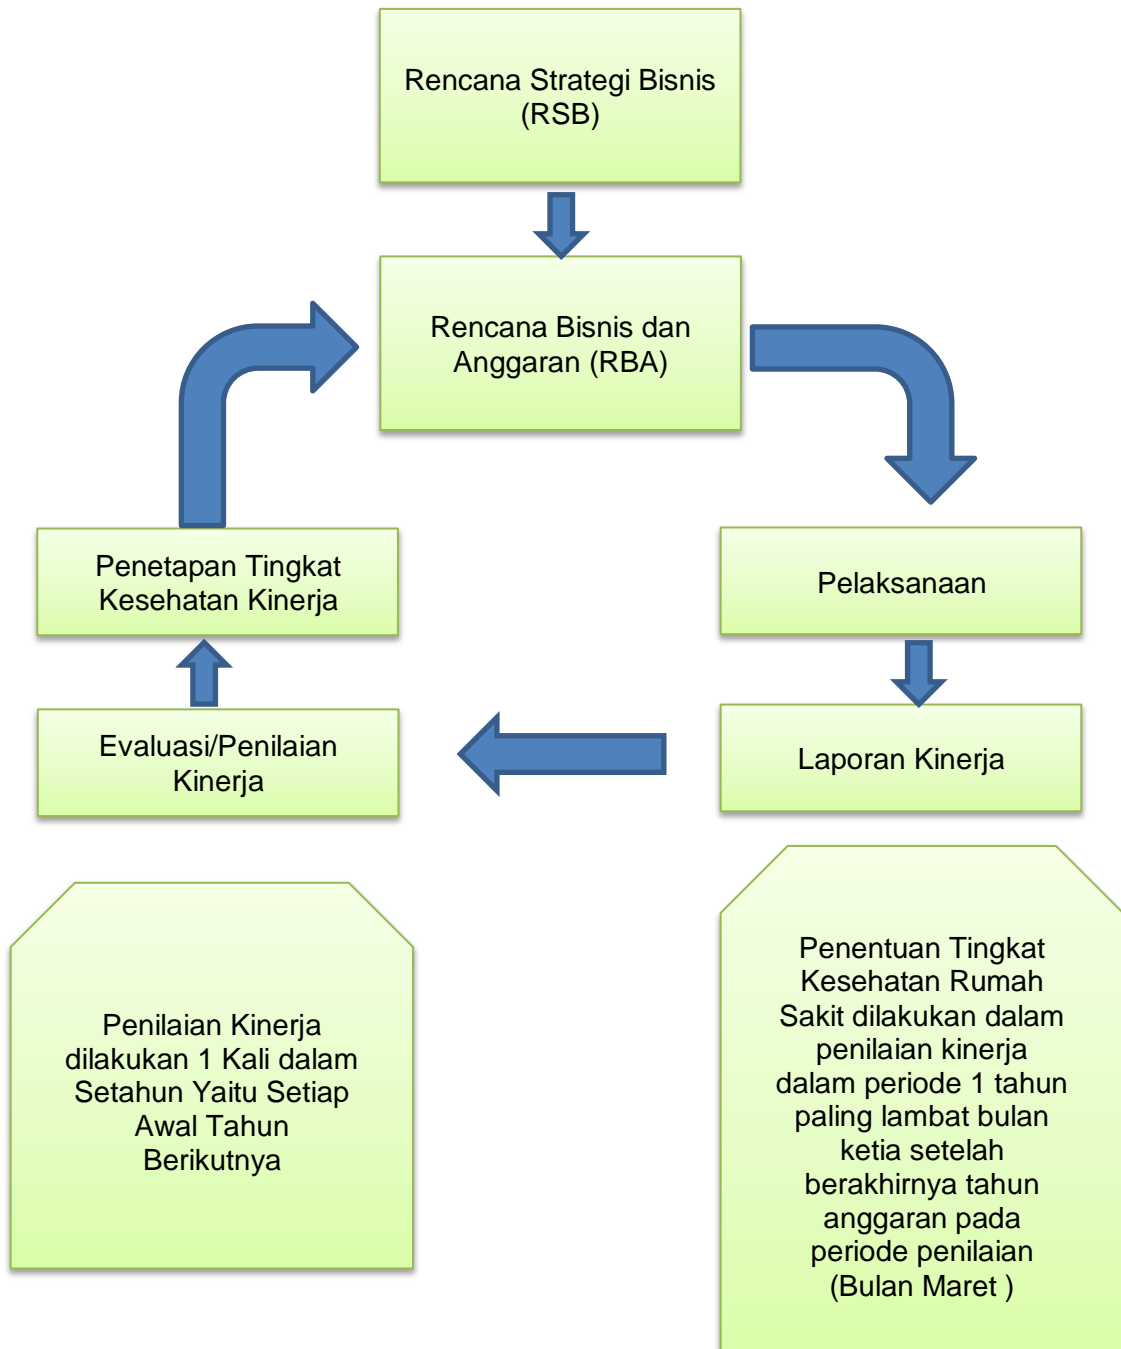 Rencana Strategi Bisnis
(RSB)
Rencana Bisnis dan
Anggaran (RBA)
Penetapan Tingkat
Kesehatan Kinerja
Pelaksanaan
Evaluasi/Penilaian
Kinerja
Laporan Kinerja
Penilaian Kinerja
dilakukan 1 Kali dalam
Setahun Yaitu Setiap
Awal Tahun
Berikutnya
Penentuan Tingkat
Kesehatan Rumah
Sakit dilakukan dalam
penilaian kinerja
dalam periode 1 tahun
paling lambat bulan
ketia setelah
berakhirnya tahun
anggaran pada
periode penilaian
(Bulan Maret )